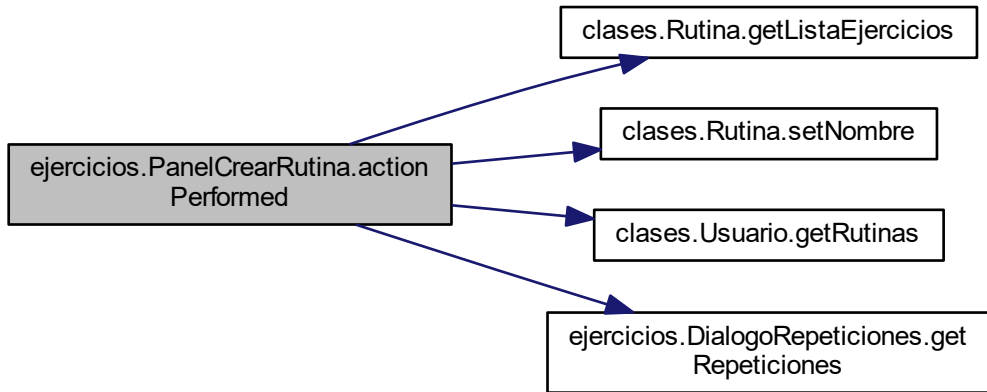 clases.Rutina.getListaEjercicios
clases.Rutina.setNombre
ejercicios.PanelCrearRutina.action
Performed
clases.Usuario.getRutinas
ejercicios.DialogoRepeticiones.get
Repeticiones